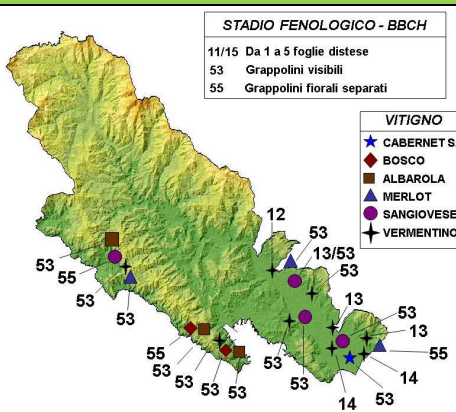 STADIO FENOLOGICO - BBCH
11/15 Da 1 a 5 foglie distese
53 Grappolini visibili
55 Grappolini fiorali separati
VITIGNO
CABERNET S.
BOSCO
ALBAROLA
MERLOT
SANGIOVESE
VERMENTINO
12
53
13/53
53
13
53
13
55
14
53
14
53
53
53
55
53
53
55
53
53
53
53